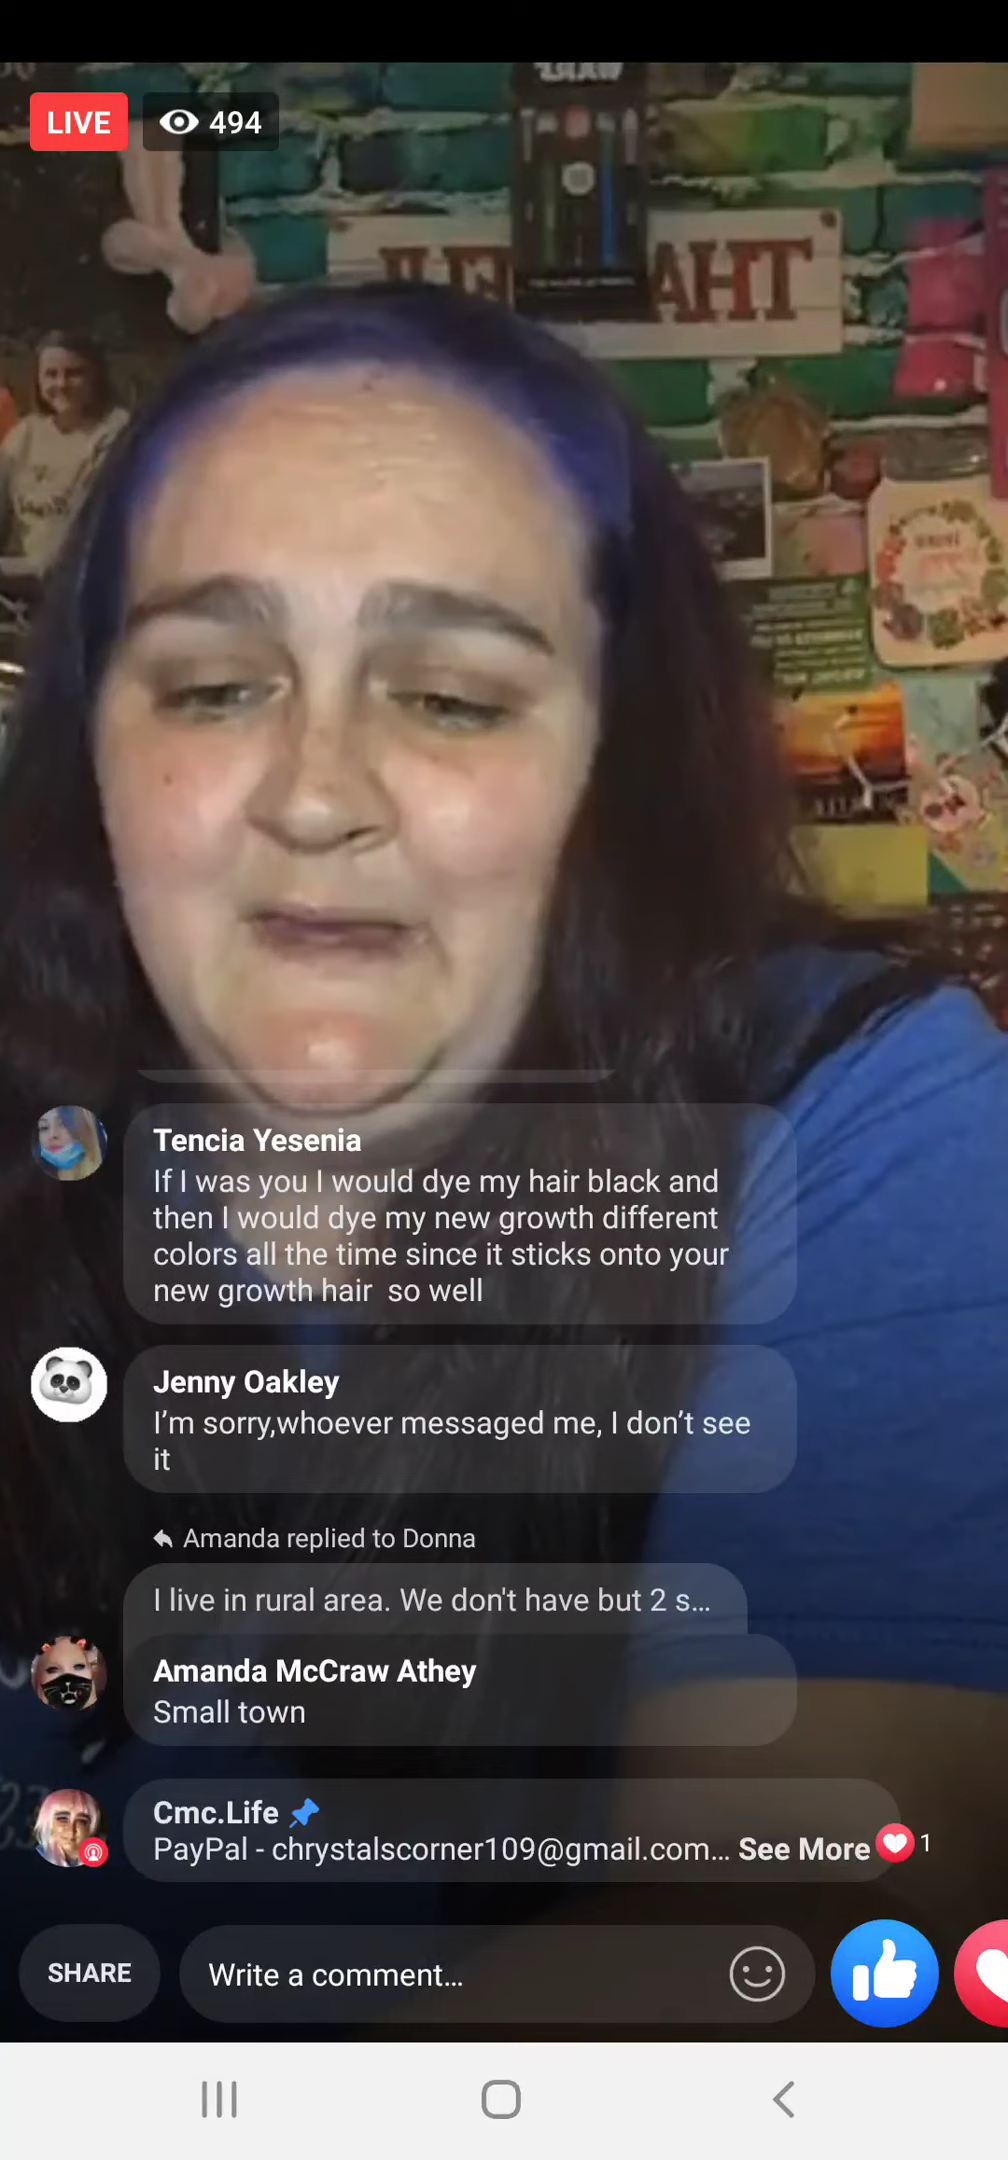 LIVE 494
THA
Tencia Yesenia
If I was you I would dye my hair black and
then I would dye my new growth different
colors all the time since it sticks onto your
new growth hair so well
Jenny Oakley
I’m sorry,whoever messaged me, I don’t see
it
Amanda replied to Donna
I live in rural area. We don't have but 2 s...
Amanda McCraw Athey
Small town
Cmc.Life
PayPal - chrystalscorner109@gmail.com... See More 1
SHARE Write a comment...